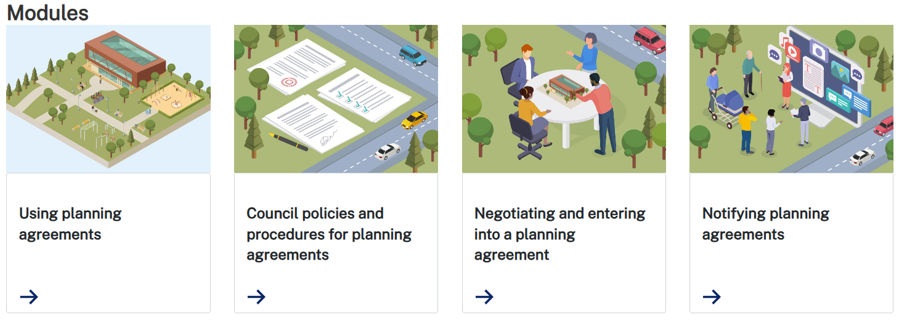 Modules
Using planning
agreements
Council policies and
procedures for planning
agreements
Negotiating and entering
into a planning
agreement
Notifying planning
agreements